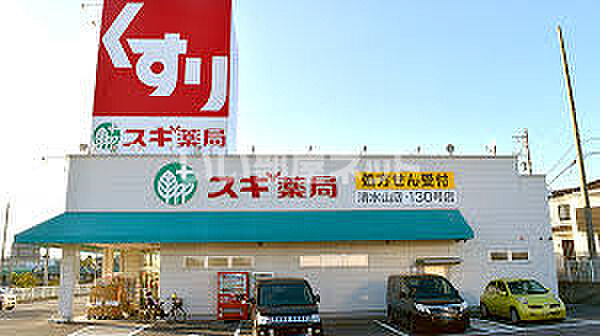 くすり
スギ薬局
スギ薬局
処方せん受付
清水山店・130号店